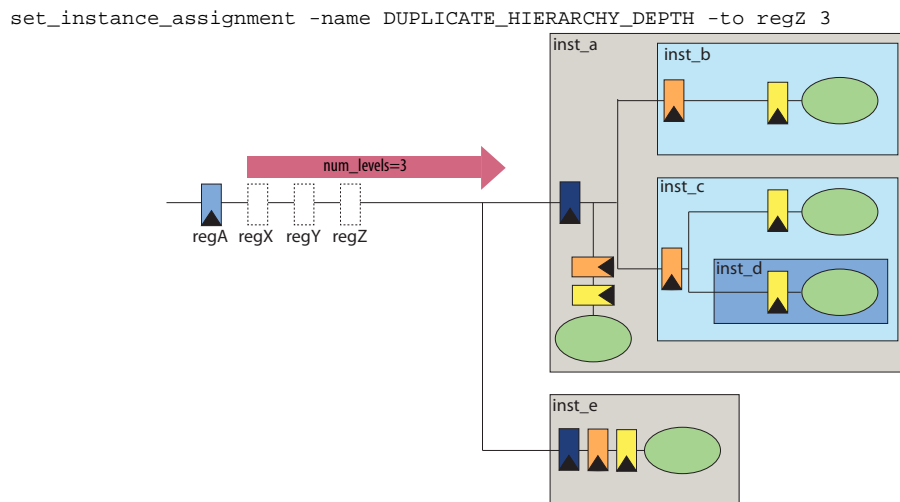 set_instance_assignment -name DUPLICATE_HIERARCHY_DEPTH -to regZ 3
inst_a
inst_b
num_levels=3
inst_c
regA regX regY regZ
inst_d
inst_e